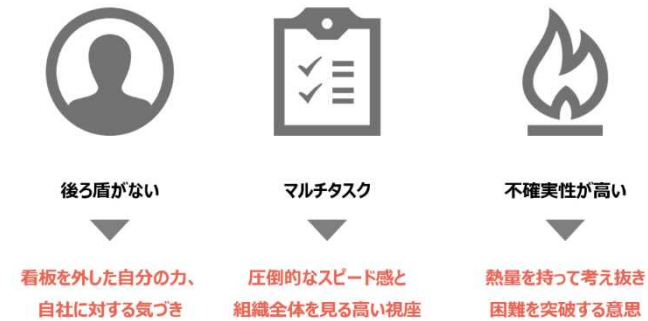 後ろ盾がない
マルチタスク
不確実性が高い
看板を外した自分の力、
自社に対する気づき
圧倒的なスピード感と
組織全体を見る高い視座
熱量を持って考え抜き
困難を突破する意思